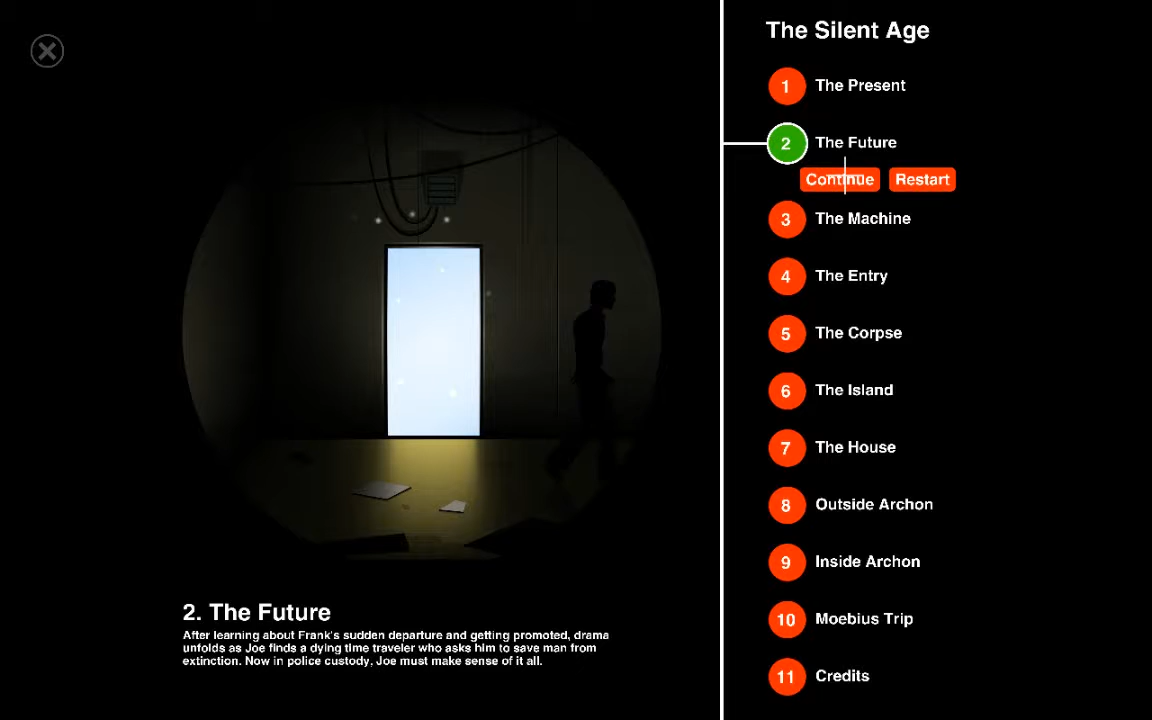 The Silent Age
1 The Present
2 The Future
Continue Restart
3 The Machine
4 The Entry
5 The Corpse
6 The Island
7 The House
8 Outside Archon
9 Inside Archon
10 Moebius Trip
11 Credits
2. The Future
After learning about Frank's sudden departure and getting promoted, drama
unfolds as Joe finds a dying time traveler who asks him to save man from
extinction. Now in police custody, Joe must make sense of it all.